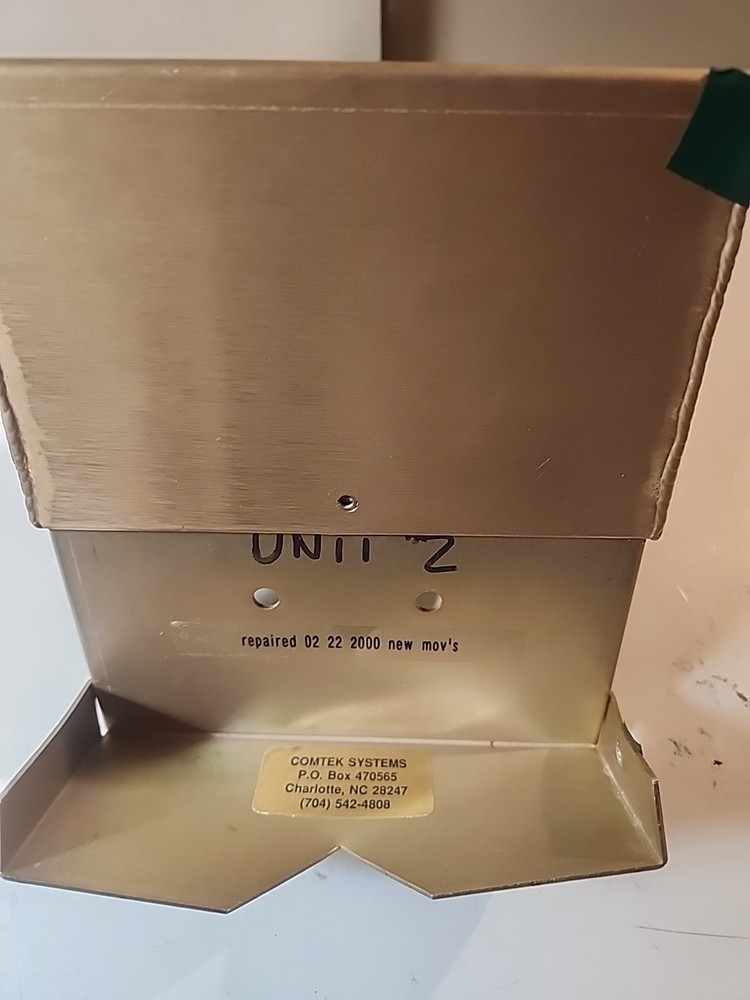 UNIT #2
repaired 02 22 2000 new mov's
COMTEK SYSTEMS
P.O. Box 470565
Charlotte, NC 28247
(704) 542-4808